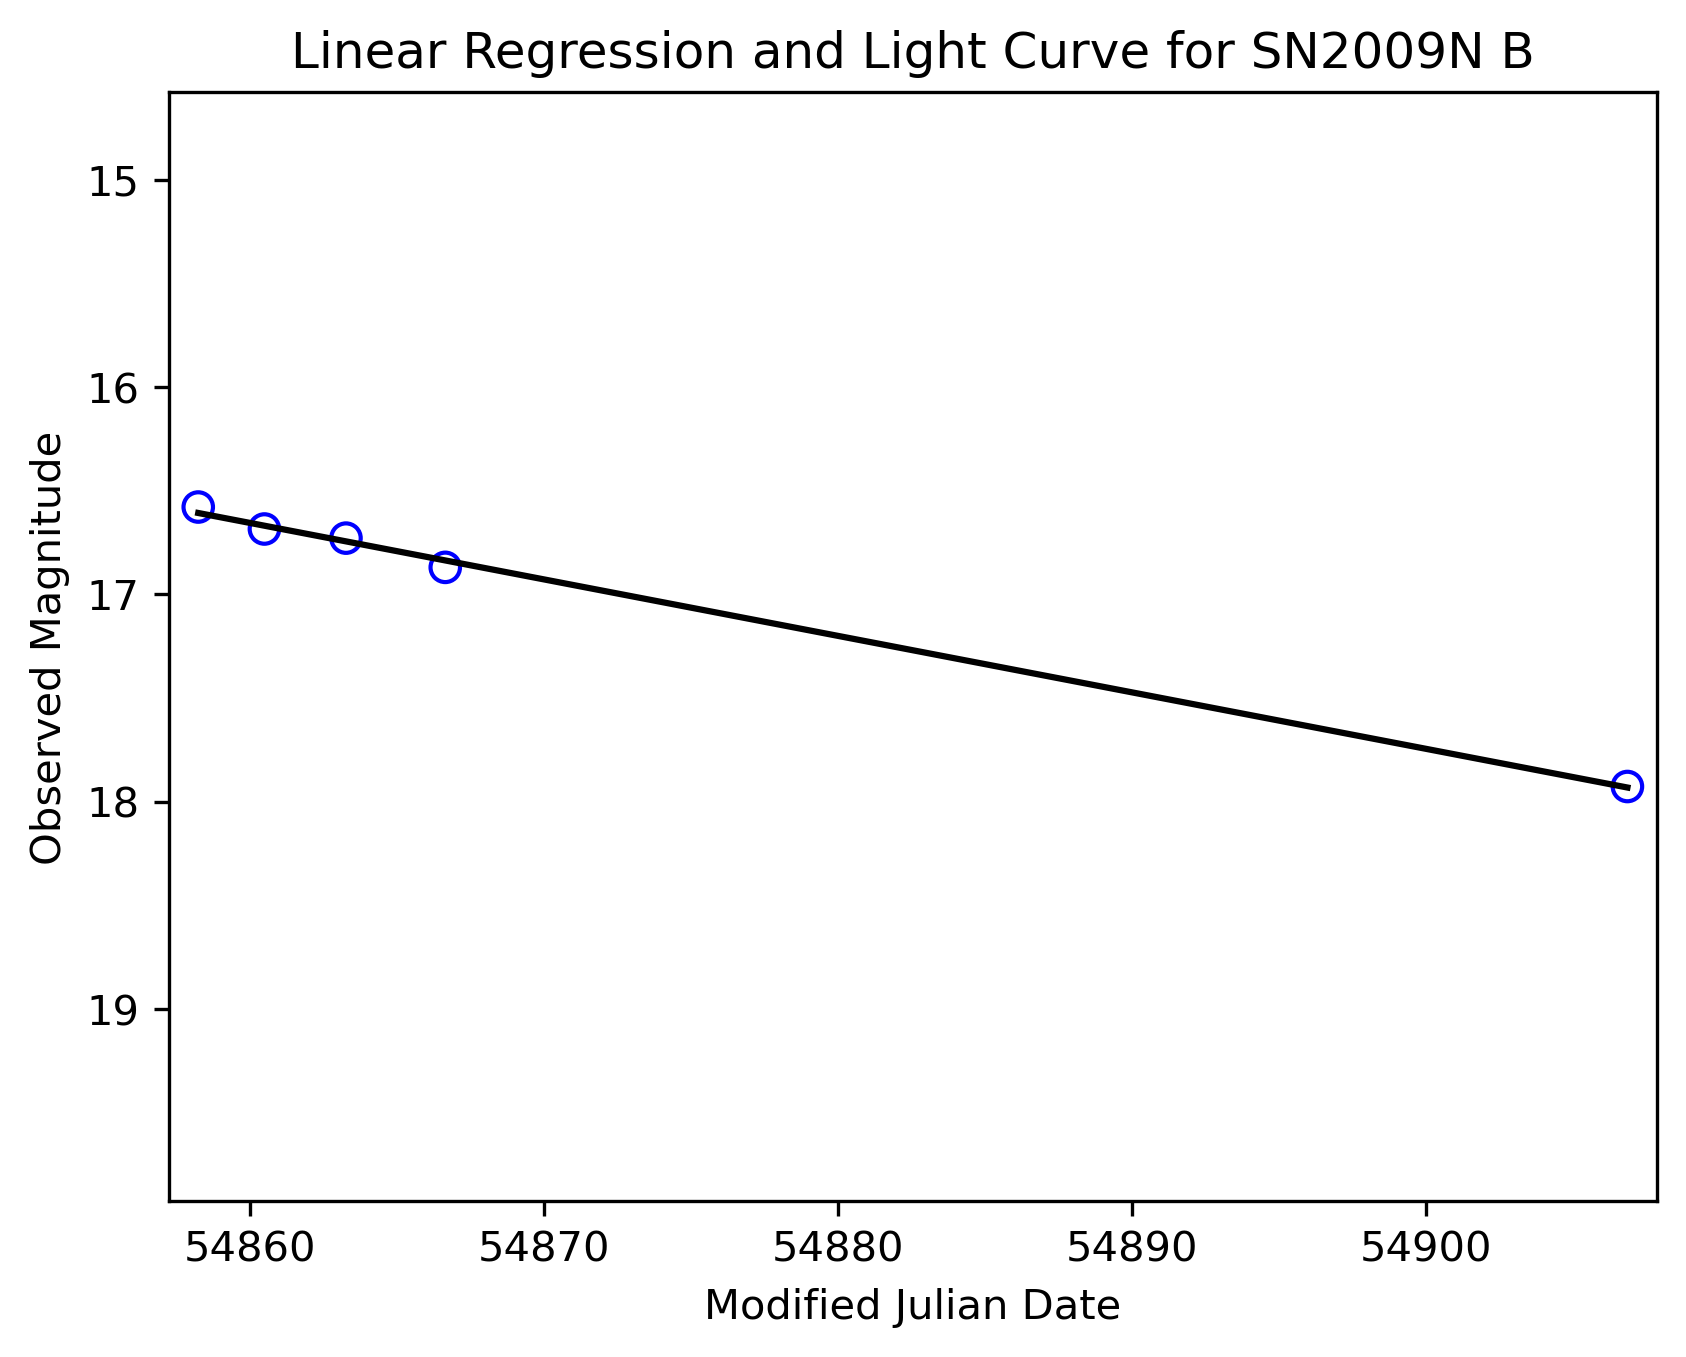 Linear Regression and Light Curve for SN2009N B
15
16
17
18
19
Observed Magnitude
54860 54870 54880 54890 54900
Modified Julian Date